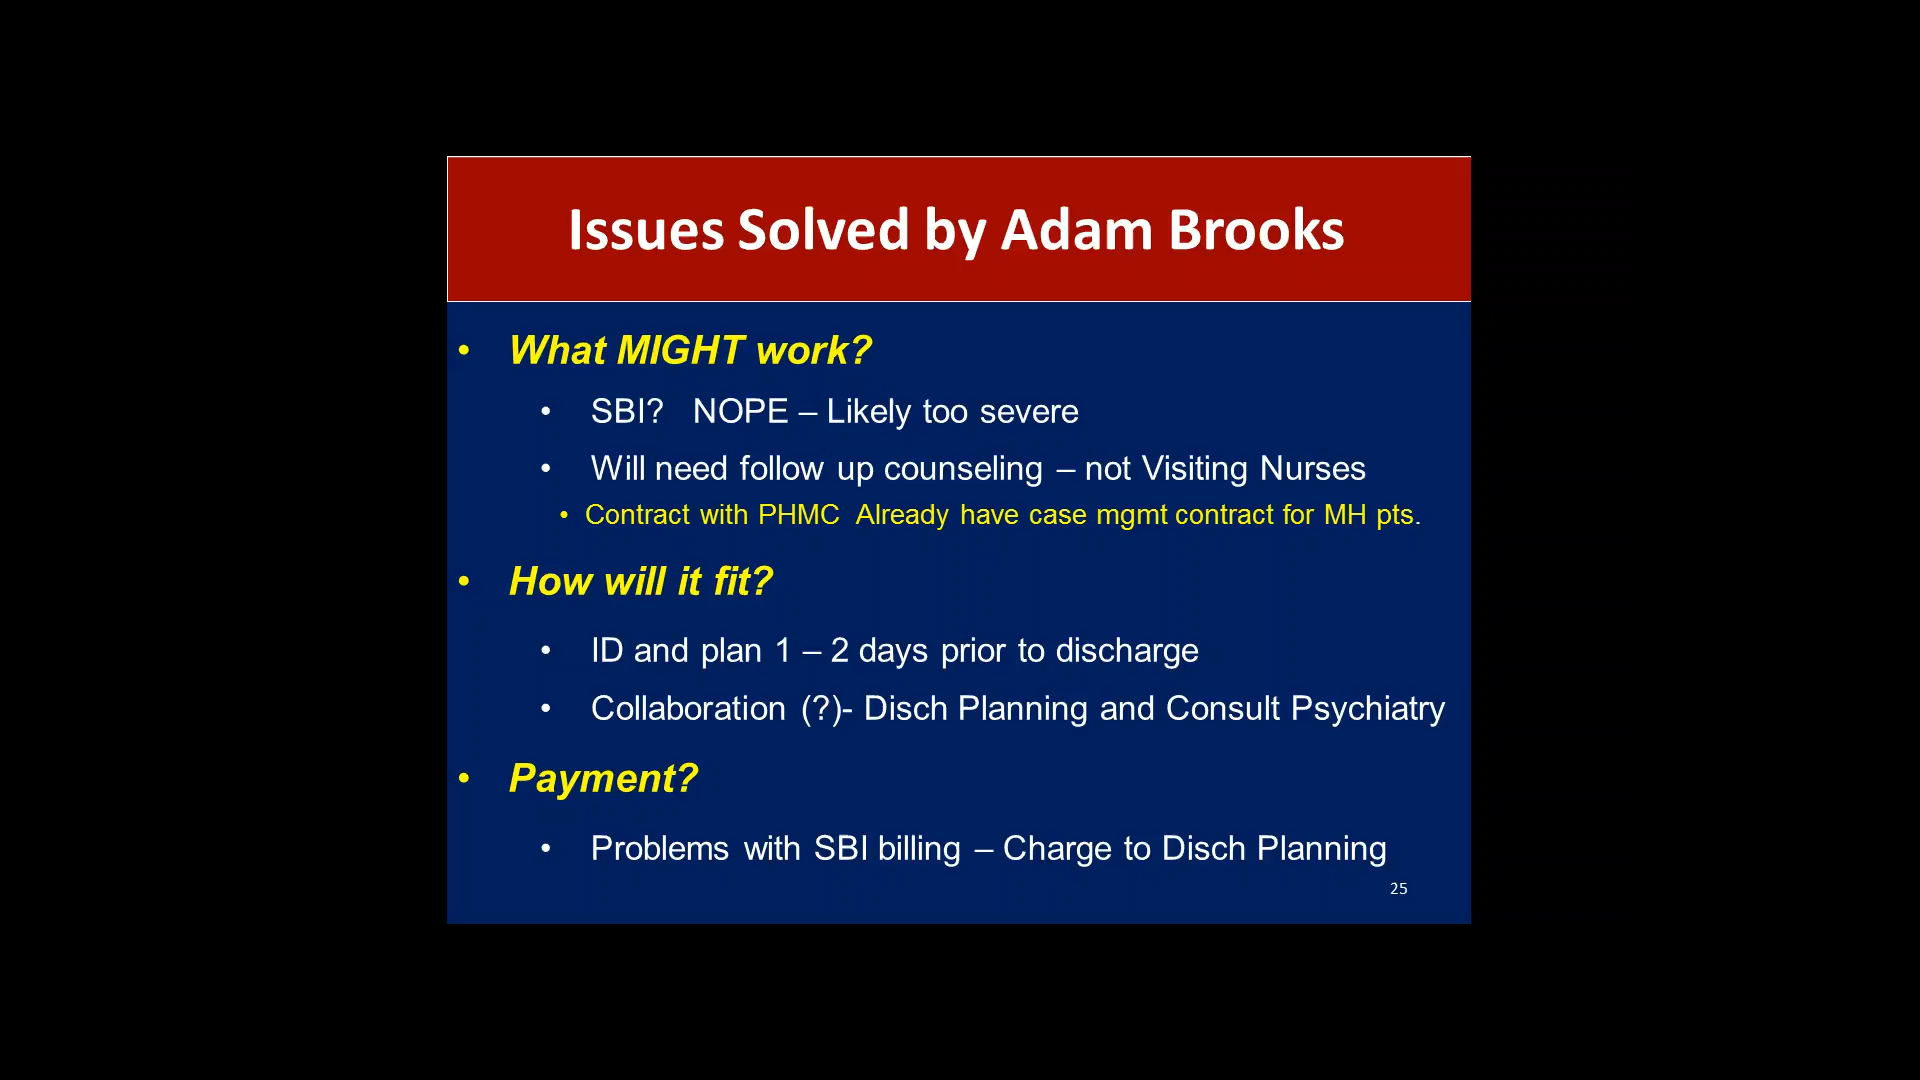 Issues Solved by Adam Brooks
• What MIGHT work?
• SBI? NOPE – Likely too severe
• Will need follow up counseling – not Visiting Nurses
• Contract with PHMC Already have case mgmt contract for MH pts.
• How will it fit?
• ID and plan 1 – 2 days prior to discharge
• Collaboration (?)- Disch Planning and Consult Psychiatry
• Payment?
• Problems with SBI billing – Charge to Disch Planning
25